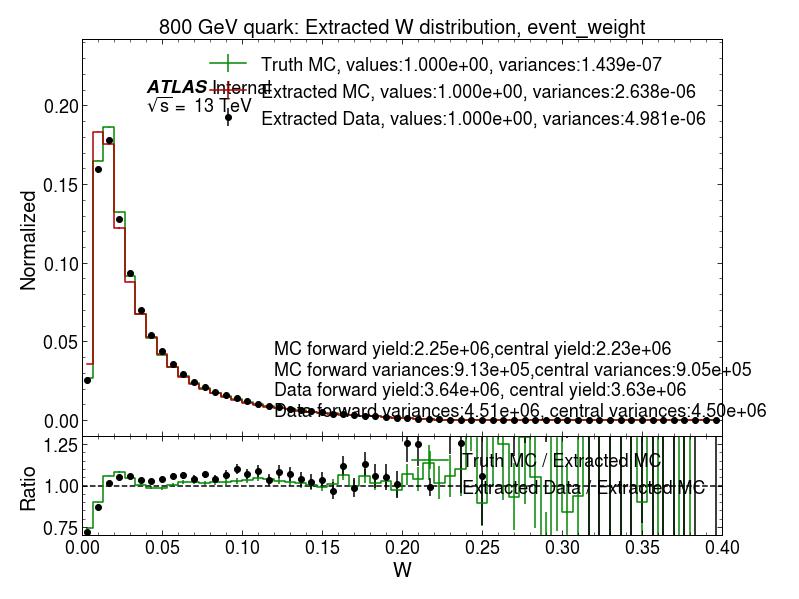 800 GeV quark: Extracted W distribution, event_weight
Truth MC, values:1.000e+00, variances:1.439e-07
ATLAS Internal
Extracted MC, values:1.000e+00, variances:2.638e-06
√s = 13 TeV
Extracted Data, values:1.000e+00, variances:4.981e-06
0.20
0.15
0.10
0.05
0.00
Normalized
MC forward yield:2.25e+06,central yield:2.23e+06
MC forward variances:9.13e+05,central variances:9.05e+05
Data forward yield:3.64e+06, central yield:3.63e+06
Data forward variances:4.51e+06, central variances:4.50e+06
1.25
1.00
0.75
Ratio
Truth MC / Extracted MC
Extracted Data / Extracted MC
0.00 0.05 0.10 0.15 0.20 0.25 0.30 0.35 0.40
W